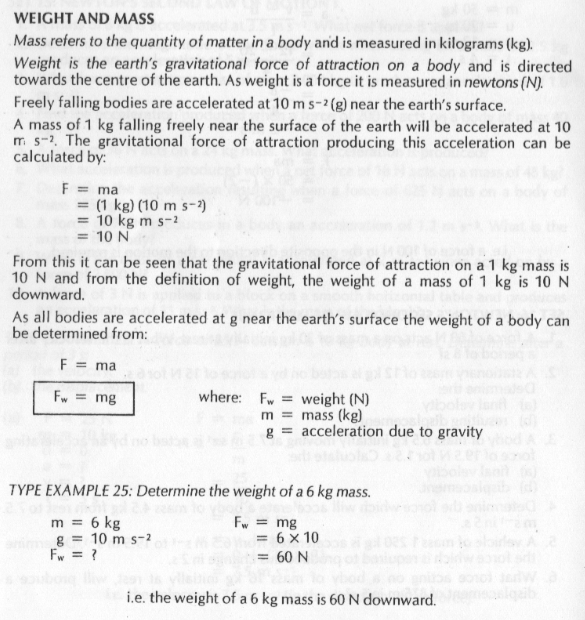 WEIGHT AND MASS
Mass refers to the quantity of matter in a body and is measured in kilograms (kg).
Weight is the earth's gravitational force of attraction on a body and is directed
towards the centre of the earth. As weight is a force it is measured in newtons (N).
Freely falling bodies are accelerated at 10 m s⁻² (g) near the earth's surface.
A mass of 1 kg falling freely near the surface of the earth will be accelerated at 10
m s⁻². The gravitational force of attraction producing this acceleration can be
calculated by:
F = ma
= (1 kg) (10 m s⁻²)
= 10 kg m s⁻²
= 10 N
From this it can be seen that the gravitational force of attraction on a 1 kg mass is
10 N and from the definition of weight, the weight of a mass of 1 kg is 10 N
downward.
As all bodies are accelerated at g near the earth's surface the weight of a body can
be determined from:
F = ma
Fw = mg where: Fw = weight (N)
m = mass (kg)
g = acceleration due to gravity
TYPE EXAMPLE 25: Determine the weight of a 6 kg mass.
m = 6 kg Fw = mg
g = 10 m s⁻² = 6 x 10
Fw = ? = 60 N
i.e. the weight of a 6 kg mass is 60 N downward.